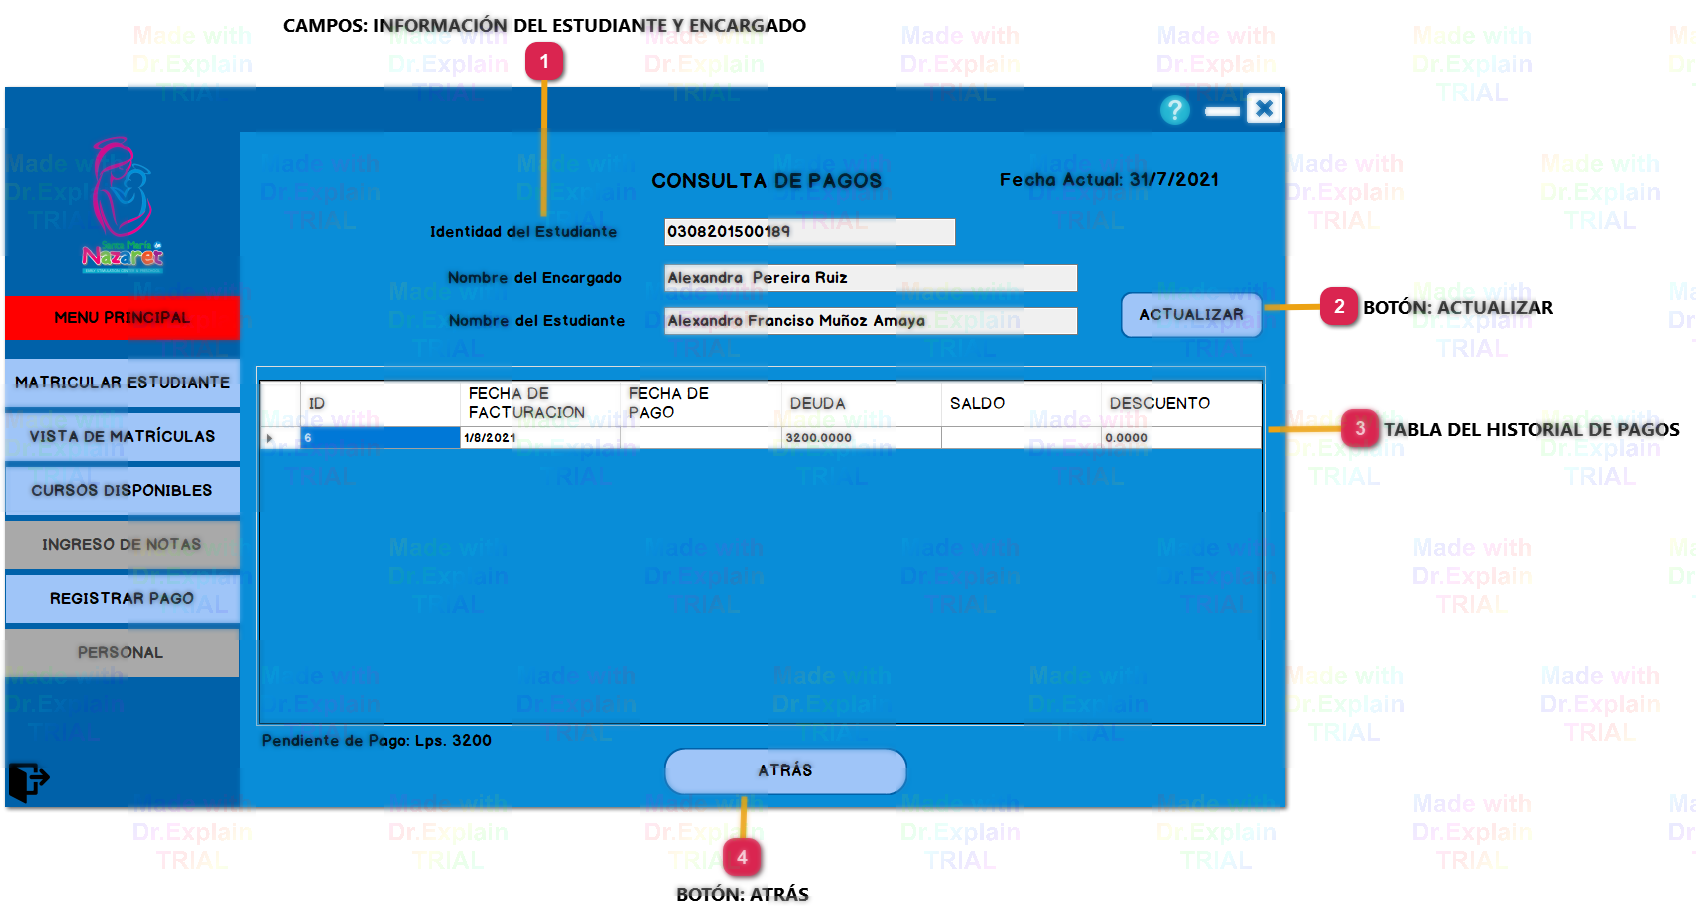 CAMPOS: INFORMACIÓN DEL ESTUDIANTE Y ENCARGADO
1
?
CONSULTA DE PAGOS
Fecha Actual: 31/7/2021
Santa María de
Nazaret
Identidad del Estudiante
0308201500189
Nombre del Encargado
Alexandra Pereira Ruiz
Nombre del Estudiante
Alexandro Franciso Muñoz Amaya
ACTUALIZAR
2
BOTÓN: ACTUALIZAR
MENU PRINCIPAL
MATRICULAR ESTUDIANTE
VISTA DE MATRÍCULAS
CURSOS DISPONIBLES
INGRESO DE NOTAS
REGISTRAR PAGO
PERSONAL
ID FECHA DE FACTURACION FECHA DE PAGO DEUDA SALDO DESCUENTO
6 1/8/2021 3200.0000 0.0000
3
TABLA DEL HISTORIAL DE PAGOS
Pendiente de Pago: Lps. 3200
ATRÁS
4
BOTÓN: ATRÁS
Made with
Dr.Explain
TRIAL